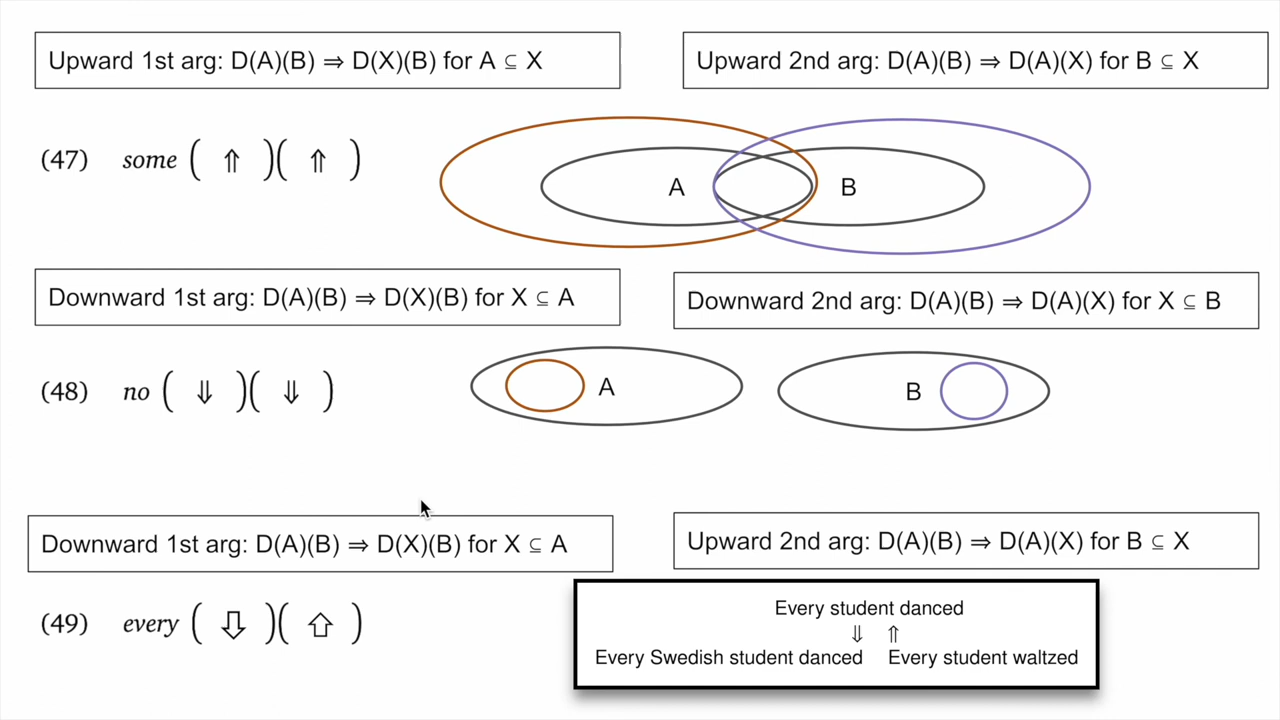 Upward 1st arg: D(A)(B) ⇒ D(X)(B) for A ⊆ X
Upward 2nd arg: D(A)(B) ⇒ D(A)(X) for B ⊆ X
(47) some ( ⇑ )( ⇑ )
A
B
Downward 1st arg: D(A)(B) ⇒ D(X)(B) for X ⊆ A
Downward 2nd arg: D(A)(B) ⇒ D(A)(X) for X ⊆ B
(48) no ( ⇓ )( ⇓ )
A
B
Downward 1st arg: D(A)(B) ⇒ D(X)(B) for X ⊆ A
Upward 2nd arg: D(A)(B) ⇒ D(A)(X) for B ⊆ X
(49) every ( ⇩ )( ⇧ )
Every student danced
⇓ ⇑
Every Swedish student danced Every student waltzed